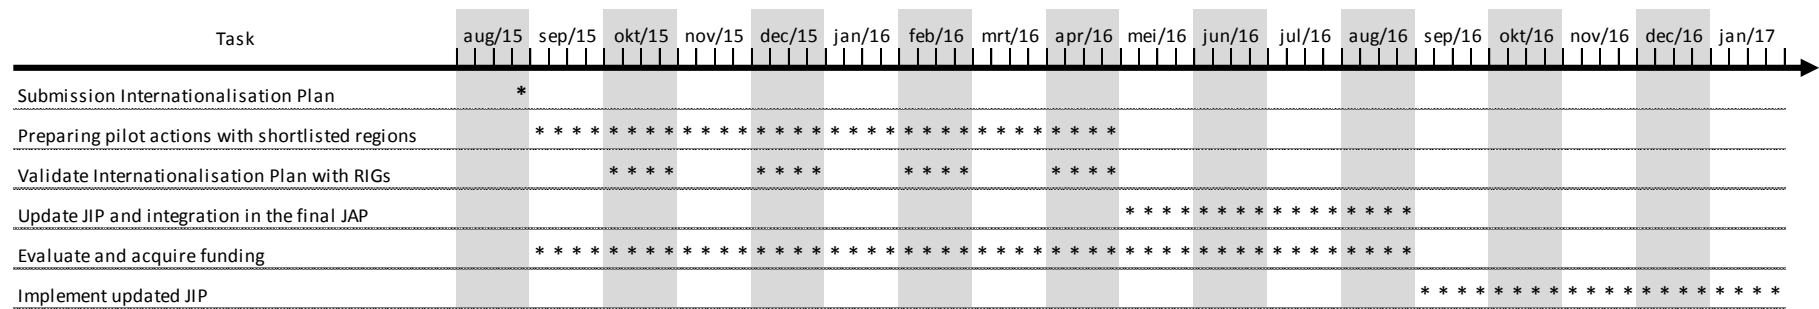 Task aug/15 sep/15 okt/15 nov/15 dec/15 jan/16 feb/16 mrt/16 apr/16 mei/16 jun/16 jul/16 aug/16 sep/16 okt/16 nov/16 dec/16 jan/17
Submission Internationalisation Plan *
Preparing pilot actions with shortlisted regions * * * * * * * * * * * * * * * * * * * * * * * * * * * * * * * *
Validate Internationalisation Plan with RIGs * * * * * * * * * * * * * * * *
Update JIP and integration in the final JAP * * * * * * * * * * * * * * * *
Evaluate and acquire funding * * * * * * * * * * * * * * * * * * * * * * * * * * * * * * * * * * * * * * * * * * * * * * * *
Implement updated JIP * * * * * * * * * * * * * * * * * * * *